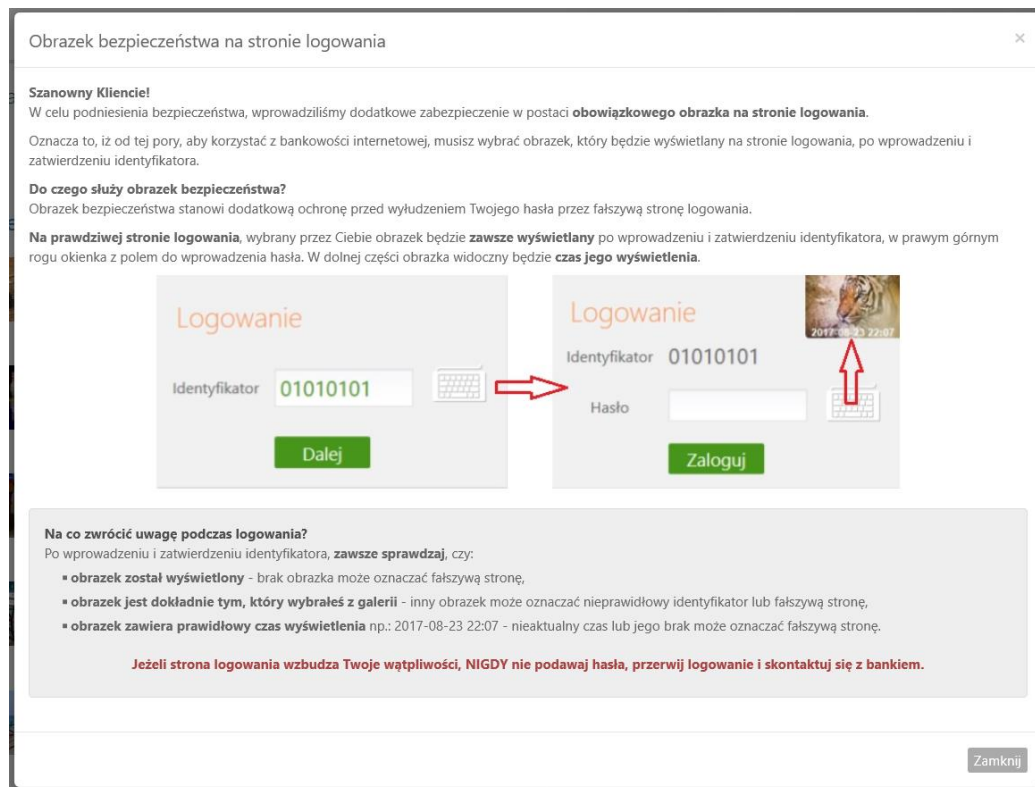 Obrazek bezpieczeństwa na stronie logowania
×
Szanowny Kliencie!
W celu podniesienia bezpieczeństwa, wprowadziliśmy dodatkowe zabezpieczenie w postaci obowiązkowego obrazka na stronie logowania.
Oznacza to, iż od tej pory, aby korzystać z bankowości internetowej, musisz wybrać obrazek, który będzie wyświetlany na stronie logowania, po wprowadzeniu i
zatwierdzeniu identyfikatora.
Do czego służy obrazek bezpieczeństwa?
Obrazek bezpieczeństwa stanowi dodatkową ochronę przed wyłudzeniem Twojego hasła przez fałszywą stronę logowania.
Na prawdziwej stronie logowania, wybrany przez Ciebie obrazek będzie zawsze wyświetlany po wprowadzeniu i zatwierdzeniu identyfikatora, w prawym górnym
rogu okienka z polem do wprowadzenia hasła. W dolnej części obrazka widoczny będzie czas jego wyświetlenia.
Logowanie
Identyfikator 01010101
Dalej
Logowanie
2017-08-23 22:07
Identyfikator 01010101
Hasło
Zaloguj
Na co zwrócić uwagę podczas logowania?
Po wprowadzeniu i zatwierdzeniu identyfikatora, zawsze sprawdzaj, czy:
▪ obrazek został wyświetlony - brak obrazka może oznaczać fałszywą stronę,
▪ obrazek jest dokładnie tym, który wybrałeś z galerii - inny obrazek może oznaczać nieprawidłowy identyfikator lub fałszywą stronę,
▪ obrazek zawiera prawidłowy czas wyświetlenia np.: 2017-08-23 22:07 - nieaktualny czas lub jego brak może oznaczać fałszywą stronę.
Jeżeli strona logowania wzbudza Twoje wątpliwości, NIGDY nie podawaj hasła, przerwij logowanie i skontaktuj się z bankiem.
Zamknij